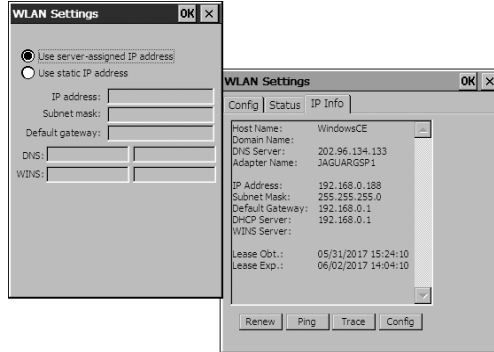 WLAN Settings OK ×
Use server-assigned IP address
Use static IP address
IP address:
Subnet mask:
Default gateway:
DNS:
WINS:
WLAN Settings OK ×
Config Status IP Info
Host Name: WindowsCE
Domain Name:
DNS Server: 202.96.134.133
Adapter Name: JAGUARGSP1
IP Address: 192.168.0.188
Subnet Mask: 255.255.255.0
Default Gateway: 192.168.0.1
DHCP Server: 192.168.0.1
WINS Server:
Lease Obt.: 05/31/2017 15:24:10
Lease Exp.: 06/02/2017 14:04:10
Renew Ping Trace Config